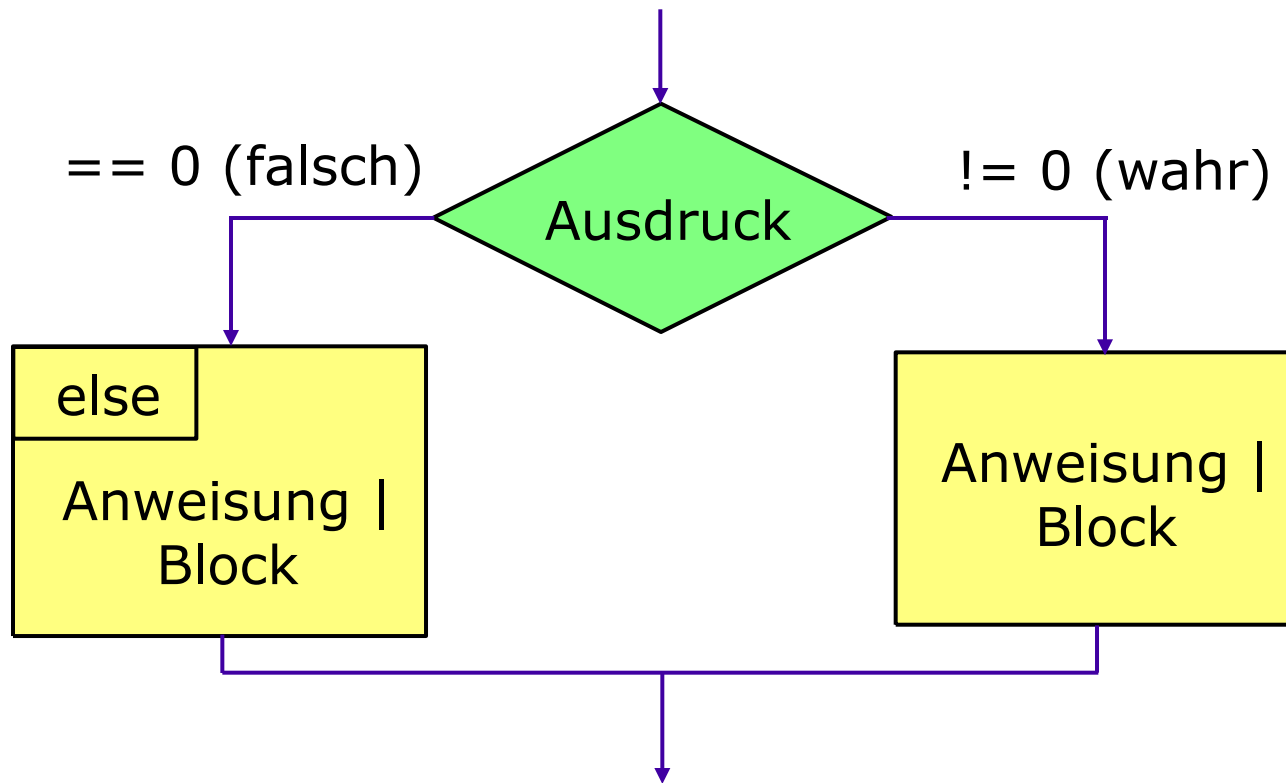 == 0 (falsch)
!= 0 (wahr)
Ausdruck
else
Anweisung |
Block
Anweisung |
Block